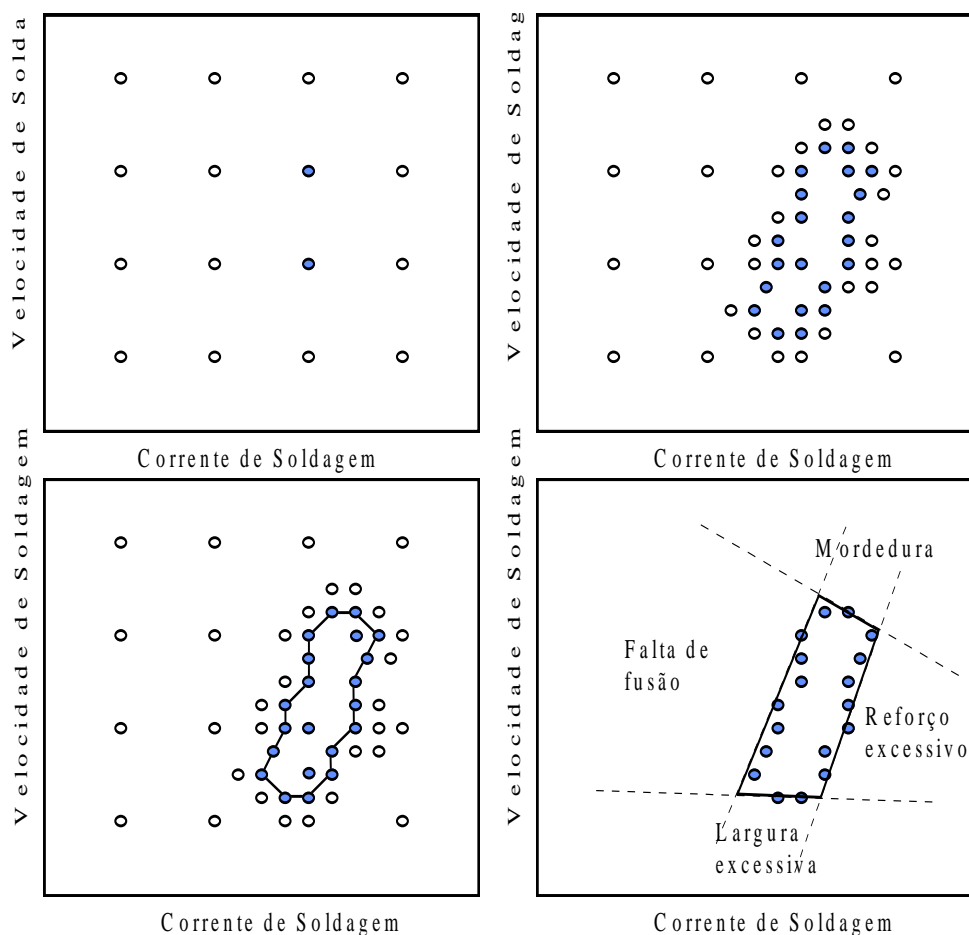 Velocidade de Solda
Corrente de Soldagem
Velocidade de Soldag
Corrente de Soldagem
Velocidade de Soldagem
Corrente de Soldagem
Velocidade de Soldagem
Mordedura
Falta de
fusão
Reforço
excessivo
Largura
excessiva
Corrente de Soldagem